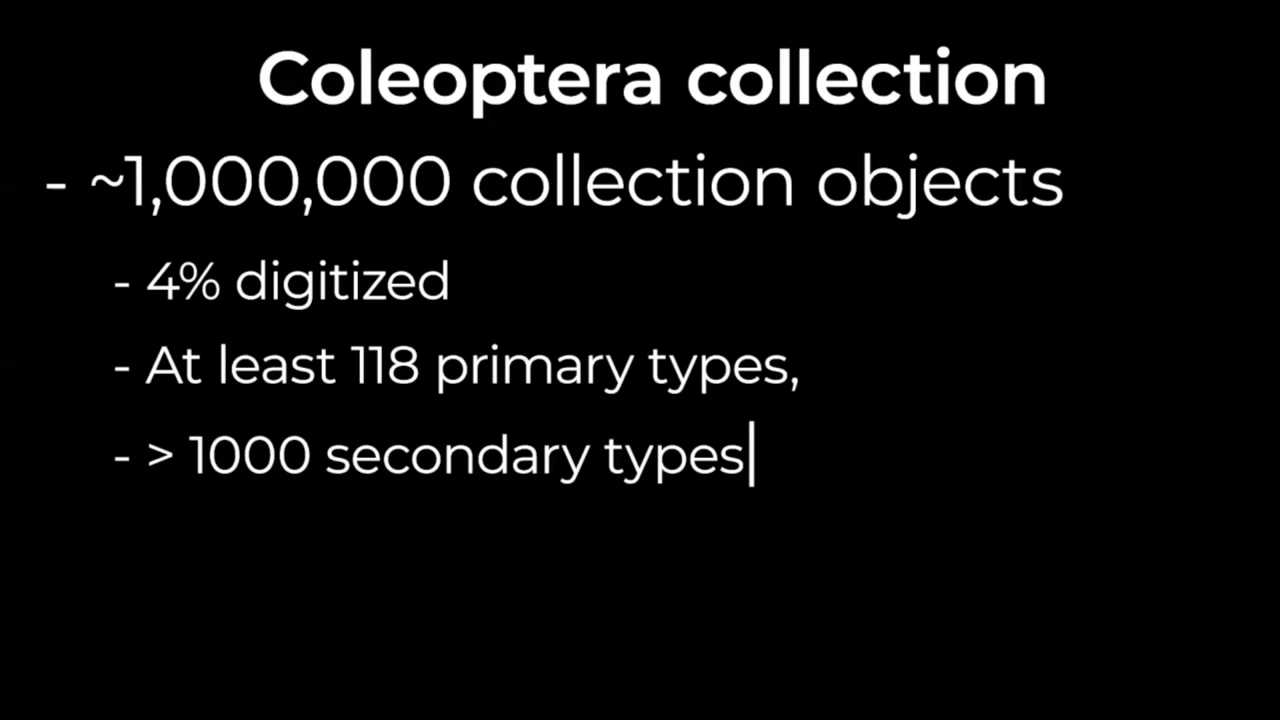 Coleoptera collection
- ~1,000,000 collection objects
- 4% digitized
- At least 118 primary types,
- > 1000 secondary types